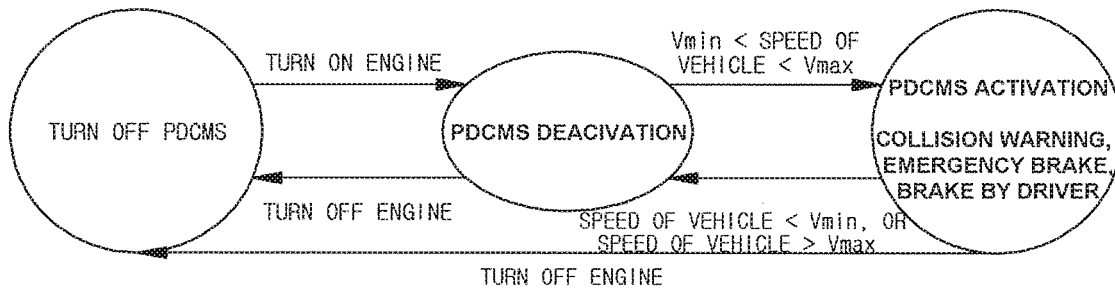 TURN OFF PDCMS
TURN ON ENGINE
TURN OFF ENGINE
PDCMS DEACIVATION
Vmin < SPEED OF
VEHICLE < Vmax
SPEED OF VEHICLE < Vmin, OR
SPEED OF VEHICLE > Vmax
PDCMS ACTIVATION
COLLISION WARNING,
EMERGENCY BRAKE,
BRAKE BY DRIVER
TURN OFF ENGINE